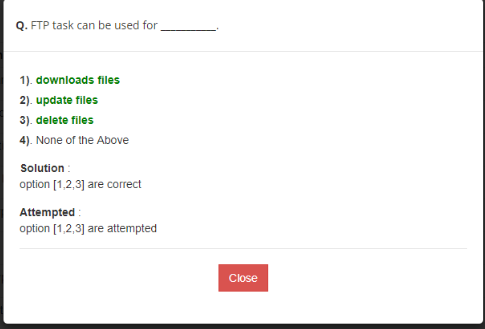 Q. FTP task can be used for ___________.
1). downloads files
2). update files
3). delete files
4). None of the Above
Solution :
option [1,2,3] are correct
Attempted :
option [1,2,3] are attempted
Close